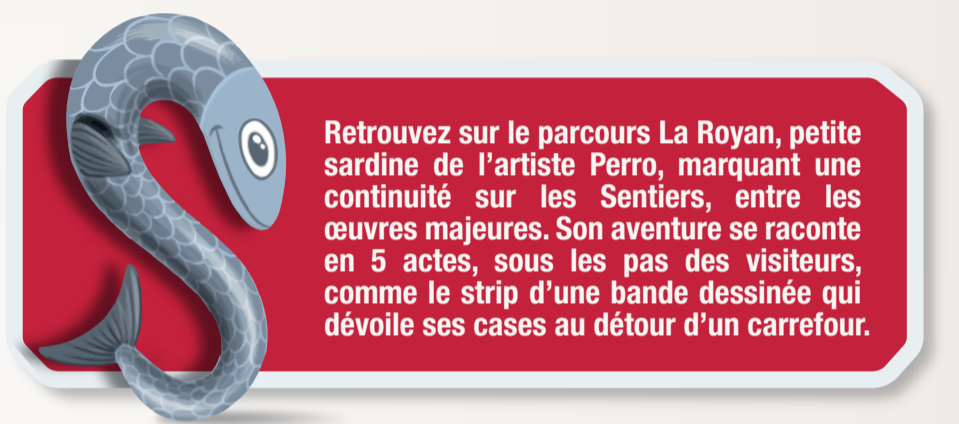 Retrouvez sur le parcours La Royan, petite
sardine de l’artiste Perro, marquant une
continuité sur les Sentiers, entre les
œuvres majeures. Son aventure se raconte
en 5 actes, sous les pas des visiteurs,
comme le strip d’une bande dessinée qui
dévoile ses cases au détour d’un carrefour.